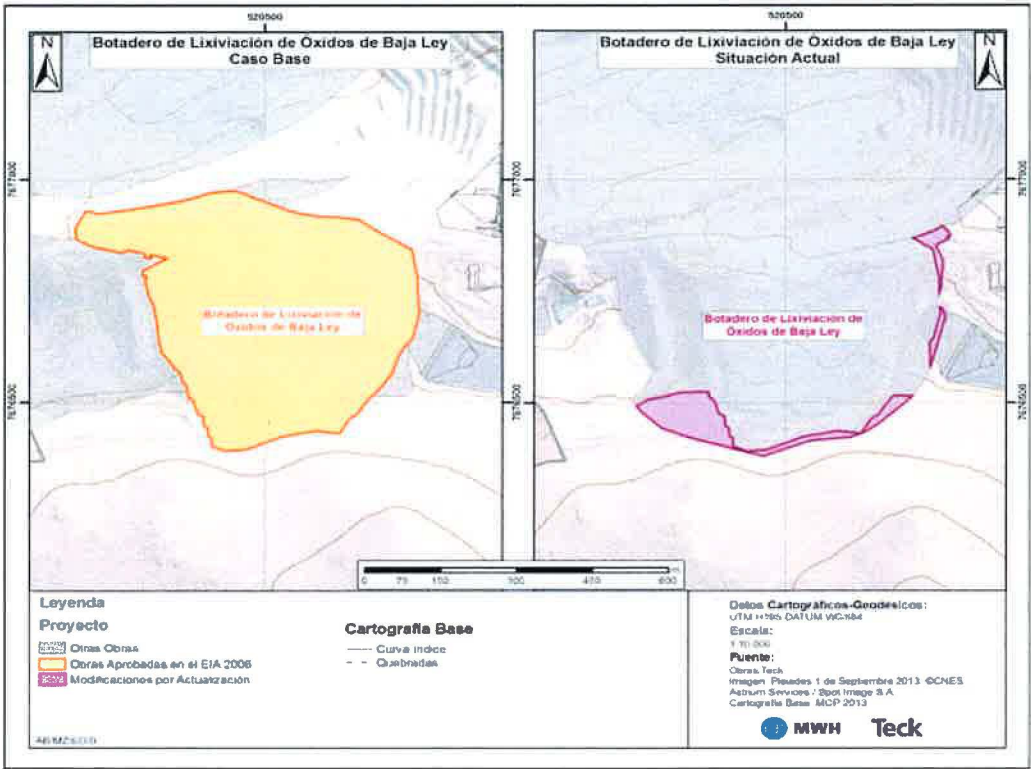 520500
520500
N
Botadero de Lixiviación de Óxidos de Baja Ley
Caso Base
Botadero de Lixiviación de Óxidos de Baja Ley
Situación Actual
N
7677000
7677000
Botadero de Lixiviación de
Óxidos de Baja Ley
Botadero de Lixiviación de
Óxidos de Baja Ley
7676500
7676500
0 75 150 300 450 600 m
Leyenda
Proyecto
Otras Obras
Obras Aprobadas en el EIA 2006
Modificaciones por Actualización
Cartografía Base
Curva índice
Quebradas
Datos Cartográficos-Geodésicos:
UTM H19S DATUM WGS84
Escala:
1:10.000
Fuente:
Obras Teck
Imagen Pleiades 1 de Septiembre 2013 ©CNES
Astrium Services / Spot Image S.A
Cartografía Base MOP 2013
MWH Teck